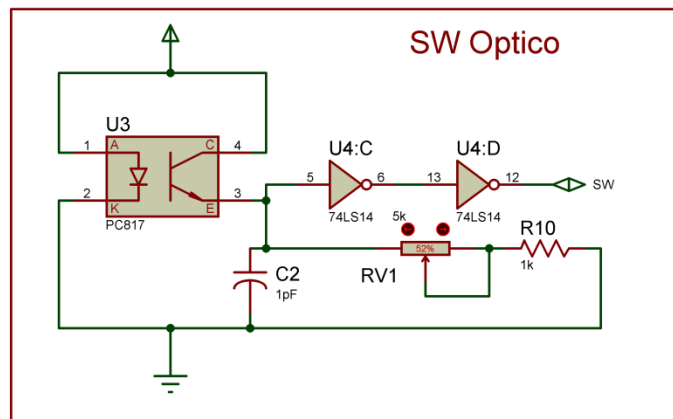 SW Optico
U3
1
A
C
4
2
K
E
3
PC817
U4:C
5
6
74LS14
U4:D
13
12
74LS14
SW
5k
52%
RV1
R10
1k
C2
1pF